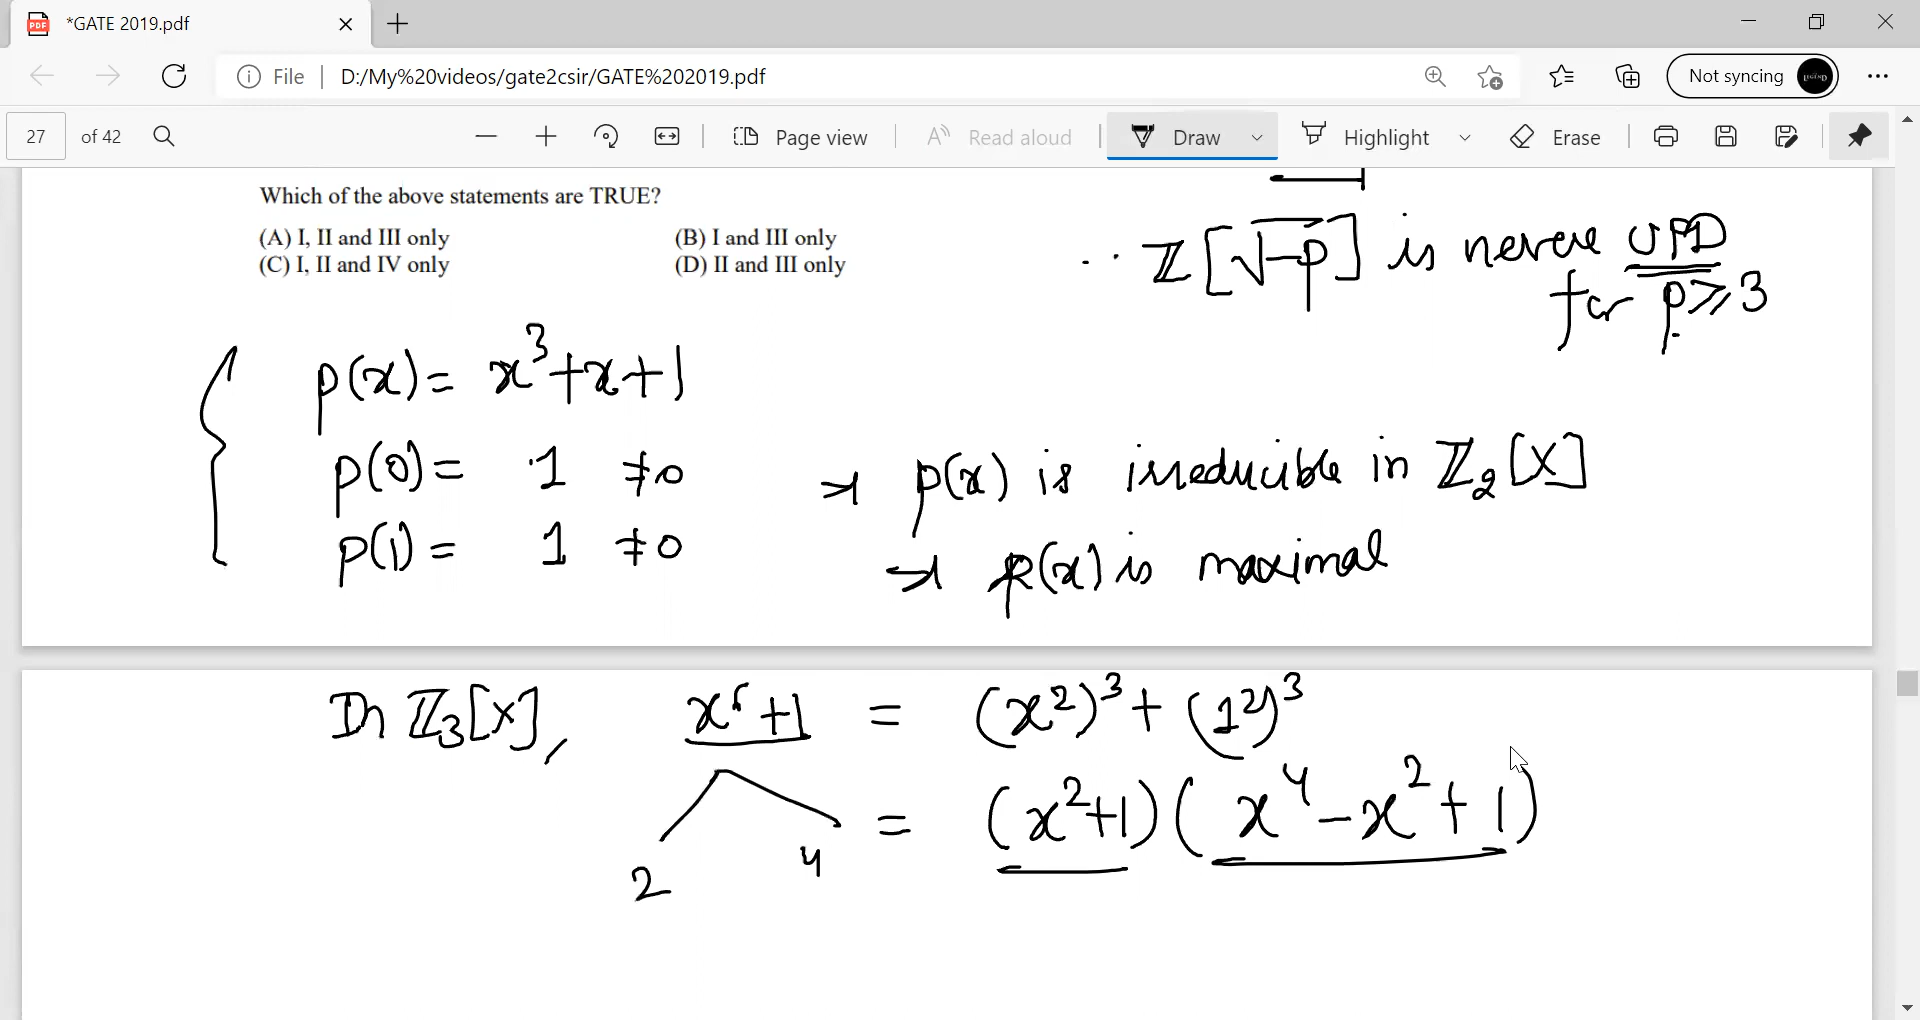 *GATE 2019.pdf
File | D:/My%20videos/gate2csir/GATE%202019.pdf
Not syncing
27 of 42
Page view
Read aloud
Draw
Highlight
Erase
Which of the above statements are TRUE?
(A) I, II and III only (B) I and III only
(C) I, II and IV only (D) II and III only
∴ ℤ[√-p] is never UFD
for p ≥ 3
p(x) = x³+x+1
p(0) = 1 ≠0 → p(x) is irreducible in ℤ₂[X]
p(1) = 1 ≠0 → p(x) is maximal
In ℤ₃[X], x⁶+1 = (x²)³+(1²)³
= (x²+1)(x⁴-x²+1)
2 4